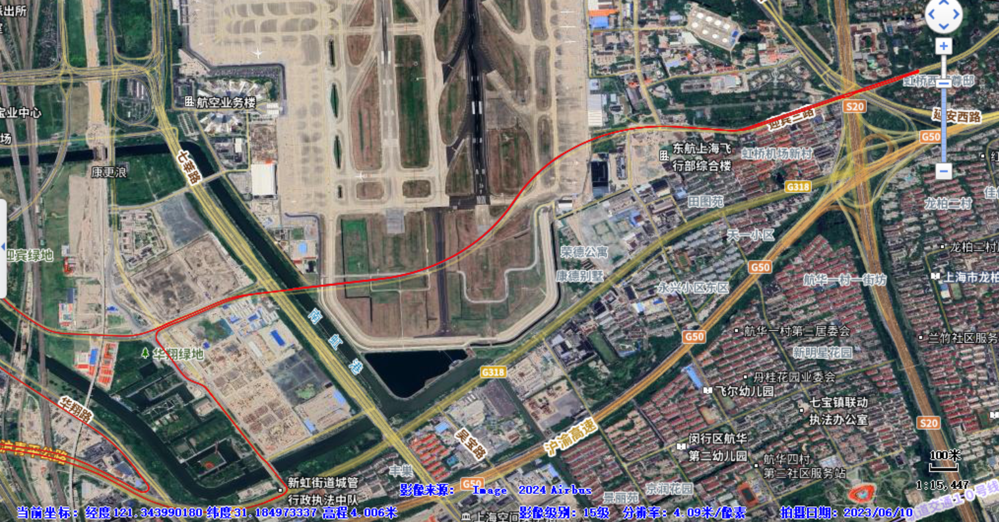 派出所
航空业务楼
宝业中心
场
康更浪
七莘路
虹桥西
尊邸
S20
延安西路
迎宾三路
G50
东航上海飞
行部综合楼
虹桥机场新村
G318
田园苑
龙柏二村
天一小区
迎宾绿地
荣德公寓
康德别墅
G50
龙柏二村
航华一村一街坊
上海市龙柏
永兴小区东区
南虹港
G50
航华一村第二居委会
兰竹社区服务
新明星花园
华翔绿地
G318
丹桂花园业委会
飞尔幼儿园
七宝镇联动
执法办公室
华翔路
S20
吴宝路
沪渝高速
闵行区航华
第二幼儿园
沪青平公路
航华四村
第二社区服务站
100米
丰巢
新虹街道城管
行政执法中队
G50
京润花园
景丽苑
1:15,447
影像来源: Image 2024 Airbus
上海空间
当前坐标: 经度121.343990180 纬度31.184973337 高程4.006米
影像级别: 15级 分辨率: 4.09米/像素 拍摄日期: 2023/06/10
道交通10号线